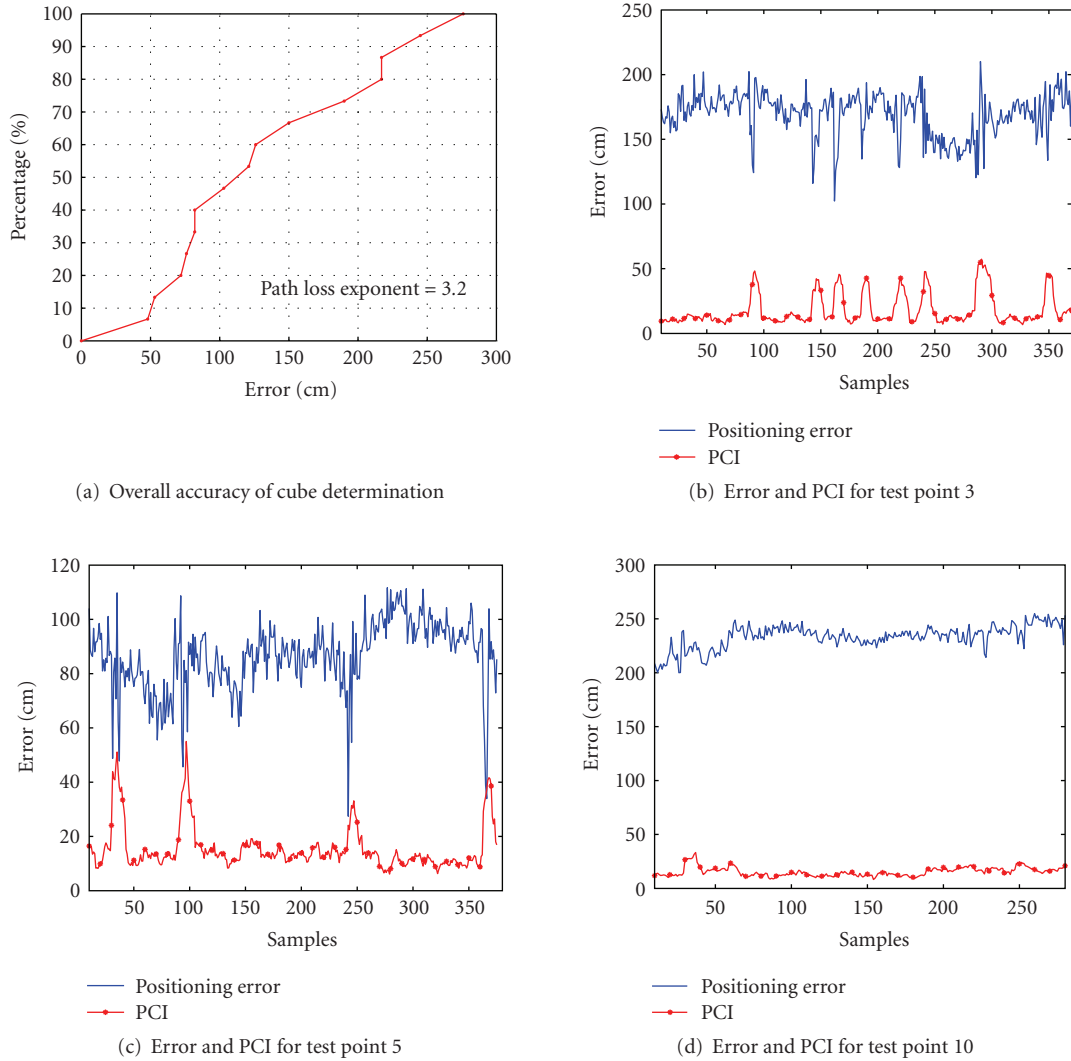 100
90
80
70
60
50
40
30
20
10
0
Percentage (%)
Path loss exponent = 3.2
0 50 100 150 200 250 300
Error (cm)
(a) Overall accuracy of cube determination
250
200
150
100
50
0
Error (cm)
50 100 150 200 250 300 350
Samples
Positioning error
PCI
(b) Error and PCI for test point 3
120
100
80
60
40
20
0
Error (cm)
50 100 150 200 250 300 350
Samples
Positioning error
PCI
(c) Error and PCI for test point 5
300
250
200
150
100
50
0
Error (cm)
50 100 150 200 250
Samples
Positioning error
PCI
(d) Error and PCI for test point 10